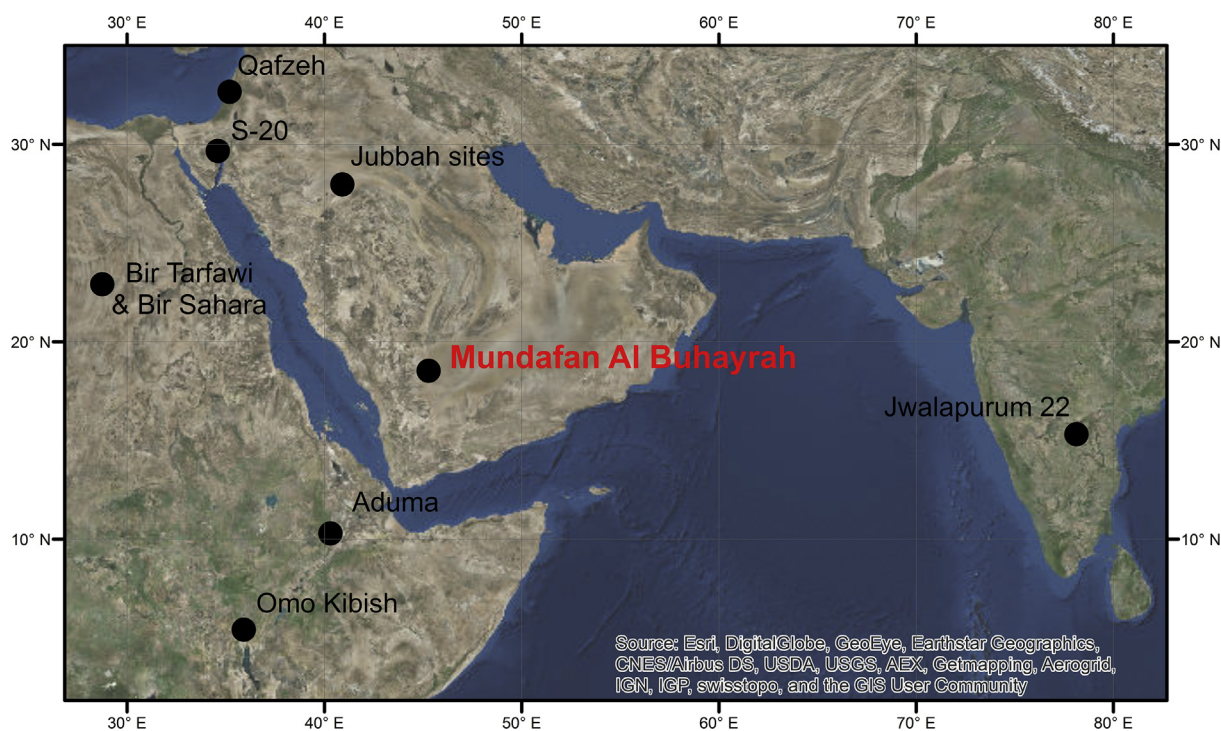 30° E 40° E 50° E 60° E 70° E 80° E
Qafzeh
S-20
30° N 30° N
Jubbah sites
Bir Tarfawi
& Bir Sahara
20° N 20° N
Mundafan Al Buhayrah
Jwalapurum 22
Aduma
10° N 10° N
Omo Kibish
Source: Esri, DigitalGlobe, GeoEye, Earthstar Geographics,
CNES/Airbus DS, USDA, USGS, AEX, Getmapping, Aerogrid,
IGN, IGP, swisstopo, and the GIS User Community
30° E 40° E 50° E 60° E 70° E 80° E